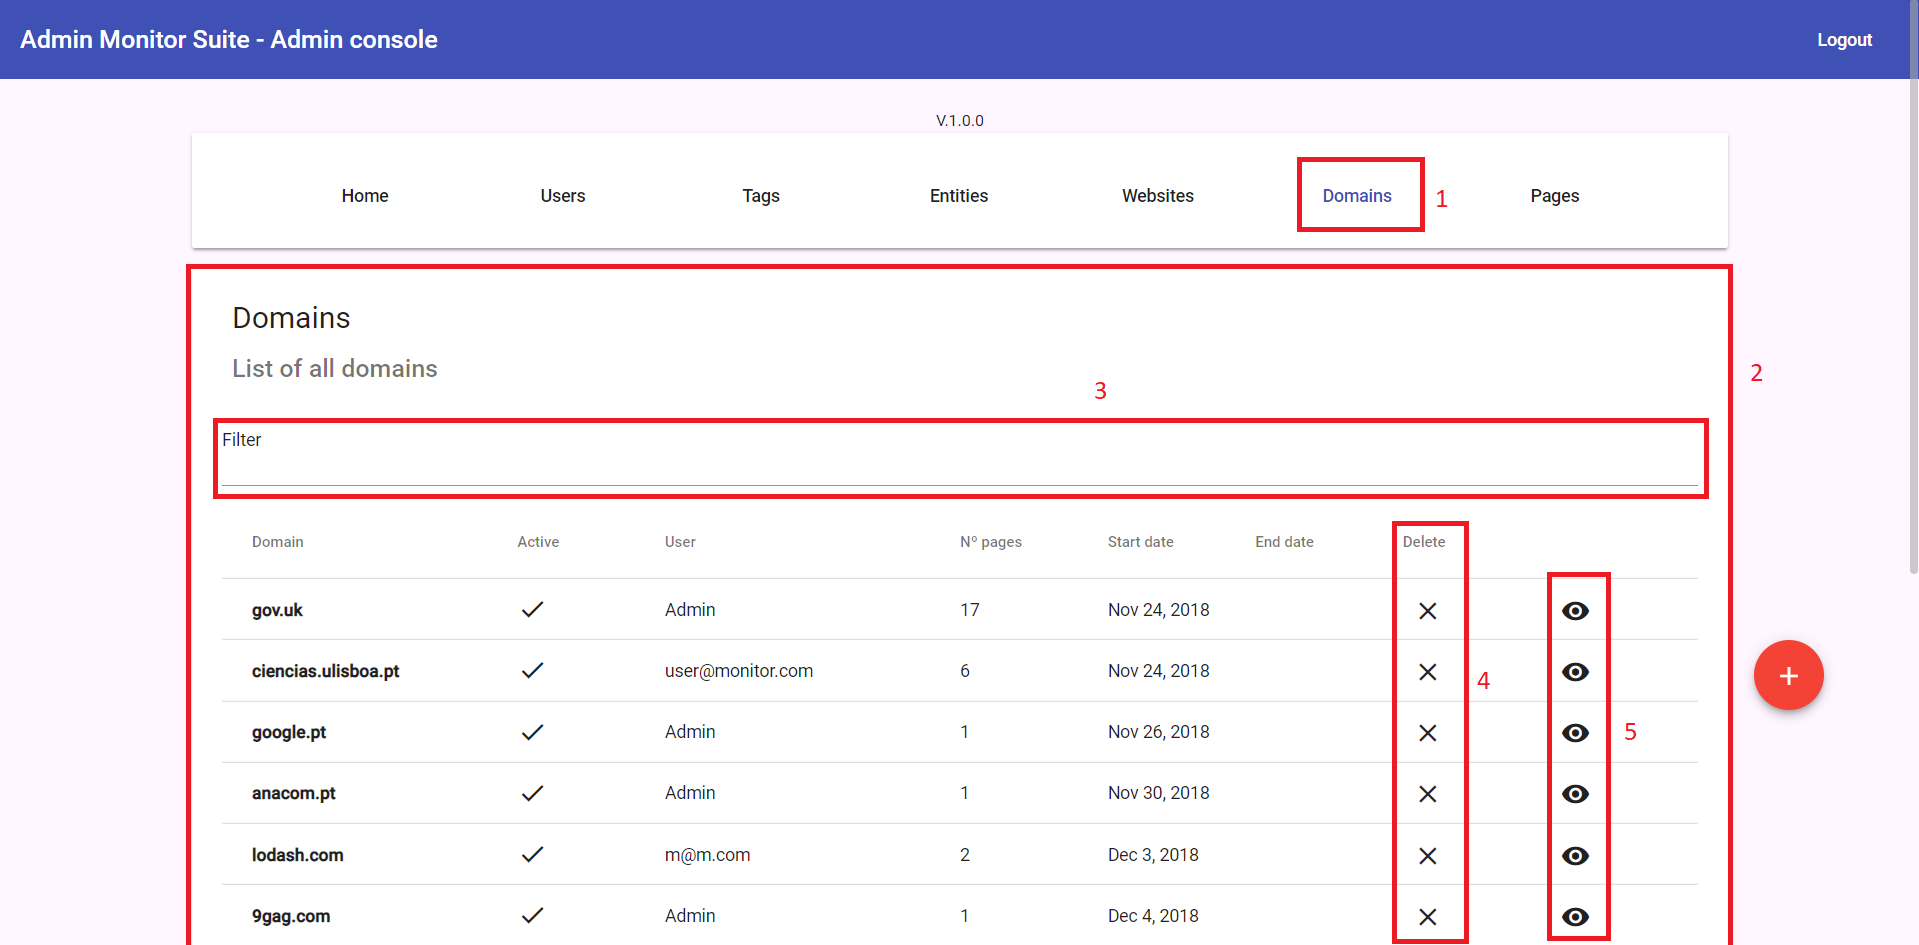 Admin Monitor Suite - Admin console
Logout
V.1.0.0
Home Users Tags Entities Websites Domains 1 Pages
Domains
List of all domains
2
3
Filter
Domain Active User Nº pages Start date End date Delete
gov.uk Admin 17 Nov 24, 2018
ciencias.ulisboa.pt user@monitor.com 6 Nov 24, 2018
4
google.pt Admin 1 Nov 26, 2018
5
anacom.pt Admin 1 Nov 30, 2018
lodash.com m@m.com 2 Dec 3, 2018
9gag.com Admin 1 Dec 4, 2018